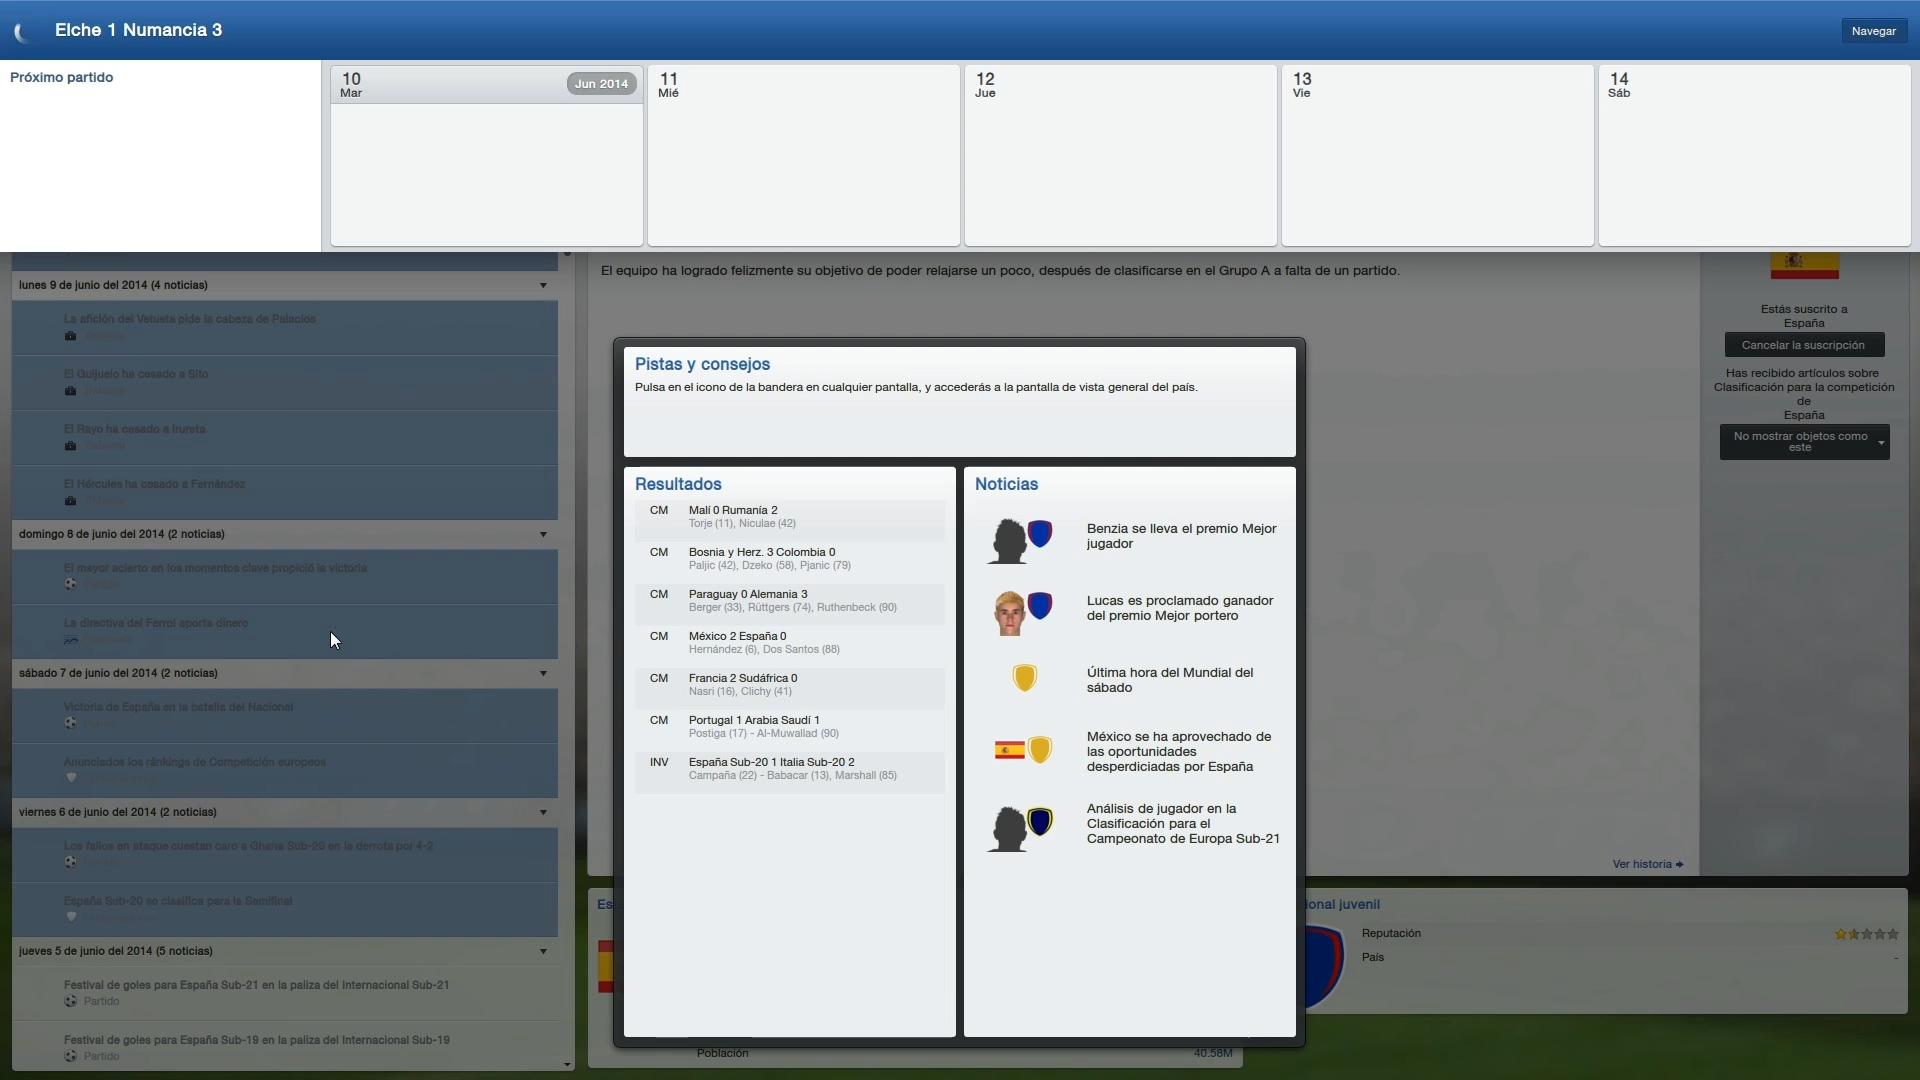 Elche 1 Numancia 3
Navegar
Próximo partido
10
Mar
Jun 2014
11
Mié
12
Jue
13
Vie
14
Sáb
lunes 9 de junio del 2014 (4 noticias)
La afición del Vetusta pide la cabeza de Palacios
El Guijuelo ha cesado a Sito
El Rayo ha cesado a Irureta
El Hércules ha cesado a Fernández
domingo 8 de junio del 2014 (2 noticias)
El mayor acierto en los momentos clave propició la victoria
La directiva del Ferrol aporta dinero
sábado 7 de junio del 2014 (2 noticias)
Victoria de España en la batalla del Nacional
Anunciados los ránkings de Competición europeos
viernes 6 de junio del 2014 (2 noticias)
Los fallos en ataque cuestan caro a Ghana Sub-20 en la derrota por 4-2
España Sub-20 se clasifica para la Semifinal
jueves 5 de junio del 2014 (5 noticias)
Festival de goles para España Sub-21 en la paliza del Internacional Sub-21
Partido
Festival de goles para España Sub-19 en la paliza del Internacional Sub-19
Partido
El equipo ha logrado felizmente su objetivo de poder relajarse un poco, después de clasificarse en el Grupo A a falta de un partido.
Pistas y consejos
Pulsa en el icono de la bandera en cualquier pantalla, y accederás a la pantalla de vista general del país.
Resultados
CM Malí 0 Rumanía 2
Torje (11), Niculae (42)
CM Bosnia y Herz. 3 Colombia 0
Paljic (42), Dzeko (58), Pjanic (79)
CM Paraguay 0 Alemania 3
Berger (33), Rüttgers (74), Ruthenbeck (90)
CM México 2 España 0
Hernández (6), Dos Santos (88)
CM Francia 2 Sudáfrica 0
Nasri (16), Clichy (41)
CM Portugal 1 Arabia Saudí 1
Postiga (17) - Al-Muwallad (90)
INV España Sub-20 1 Italia Sub-20 2
Campaña (22) - Babacar (13), Marshall (85)
Noticias
Benzia se lleva el premio Mejor
jugador
Lucas es proclamado ganador
del premio Mejor portero
Última hora del Mundial del
sábado
México se ha aprovechado de
las oportunidades
desperdiciadas por España
Análisis de jugador en la
Clasificación para el
Campeonato de Europa Sub-21
Estás suscrito a
España
Cancelar la suscripción
Has recibido artículos sobre
Clasificación para la competición
de
España
No mostrar objetos como
este
Ver historia
Es
ional juvenil
Reputación
País
-
Población
40.58M